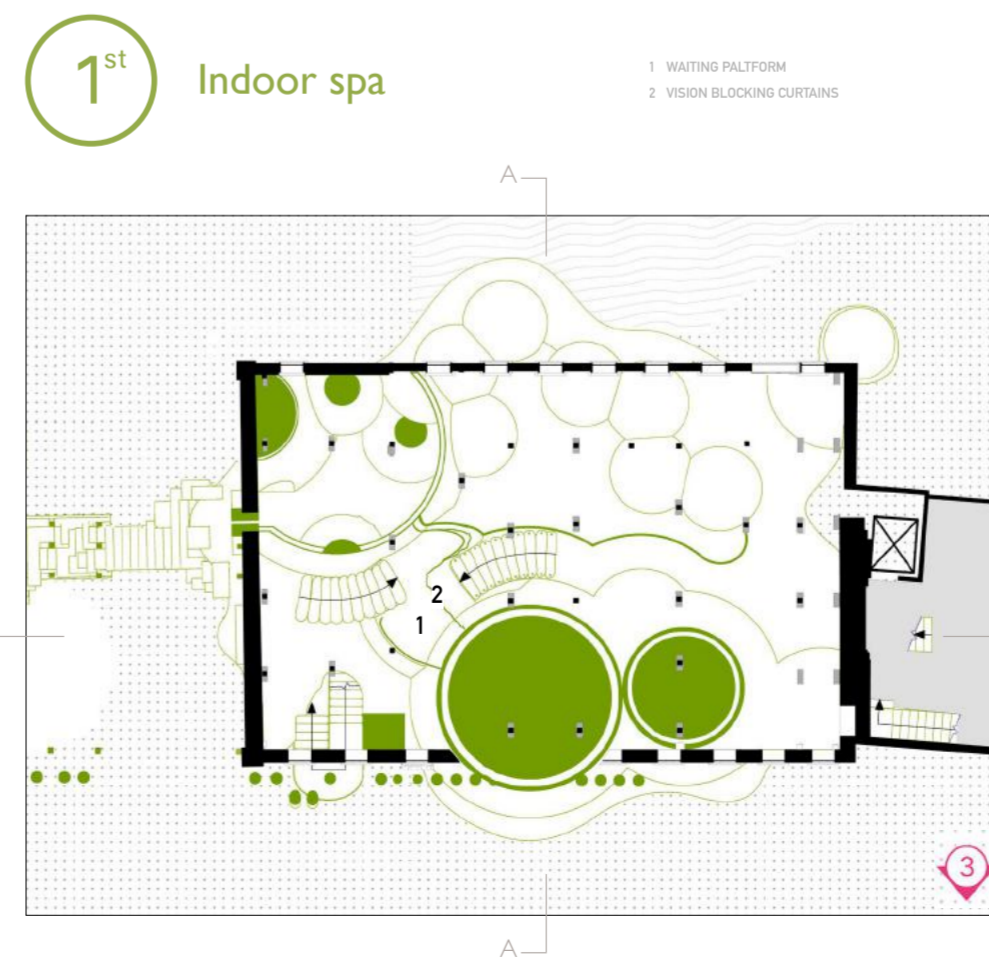 1st
Indoor spa
1 WAITING PALTFORM
2 VISION BLOCKING CURTAINS
A
2
1
3
A